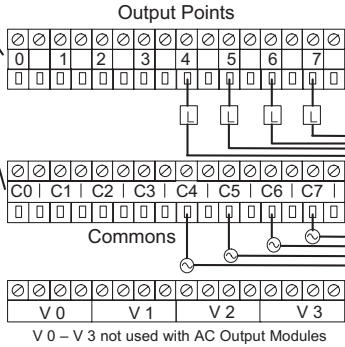 Output Points
0 1 2 3 4 5 6 7
L L L L
C0 | C1 | C2 | C3 | C4 | C5 | C6 | C7 |
Commons
V 0 V 1 V 2 V 3
V 0 – V 3 not used with AC Output Modules